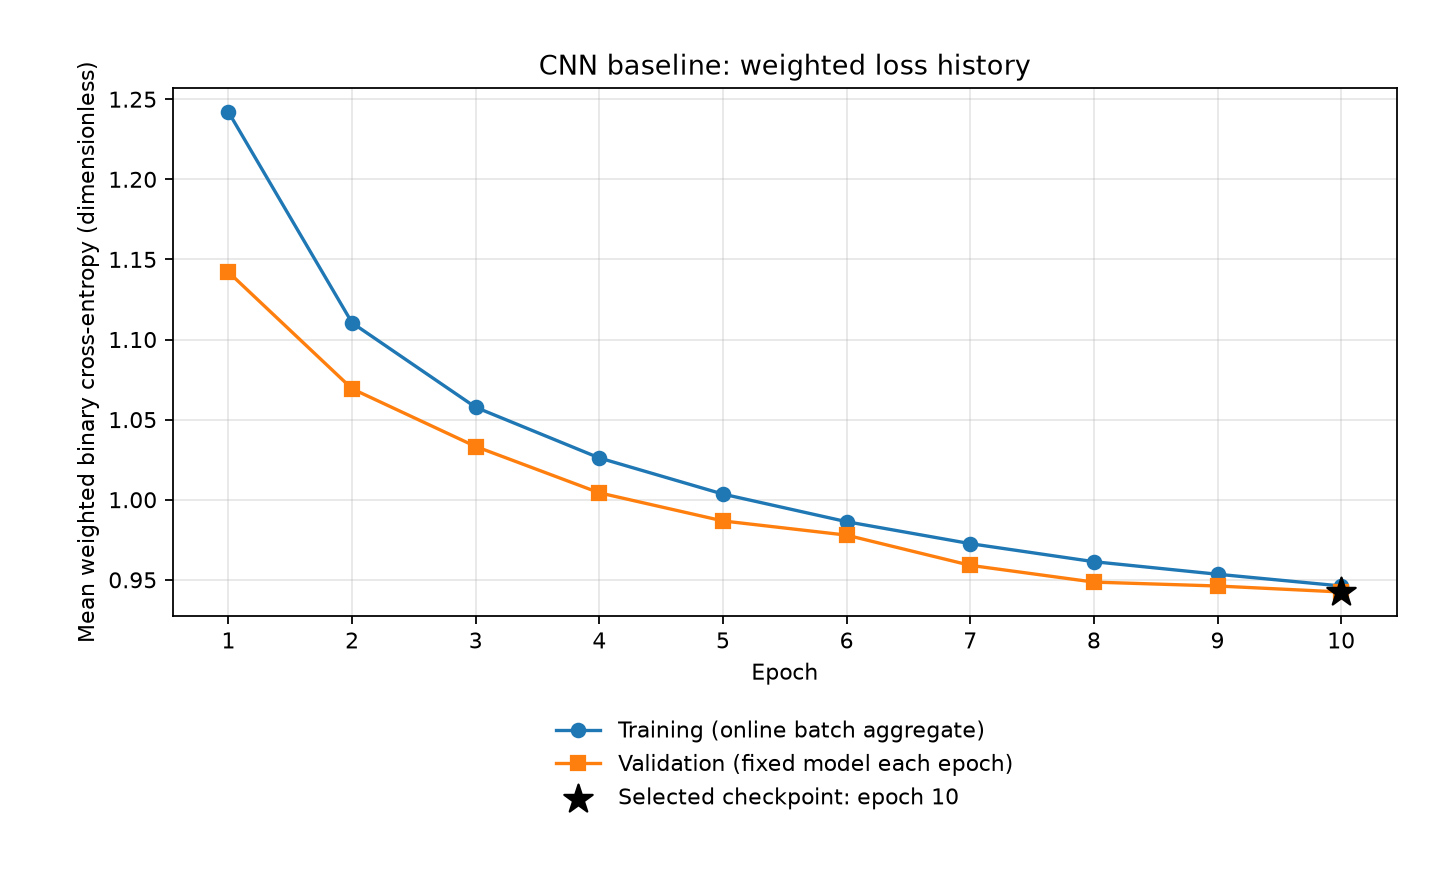 CNN baseline: weighted loss history
Mean weighted binary cross-entropy (dimensionless)
1.25
1.20
1.15
1.10
1.05
1.00
0.95
1 2 3 4 5 6 7 8 9 10
Epoch
Training (online batch aggregate)
Validation (fixed model each epoch)
Selected checkpoint: epoch 10